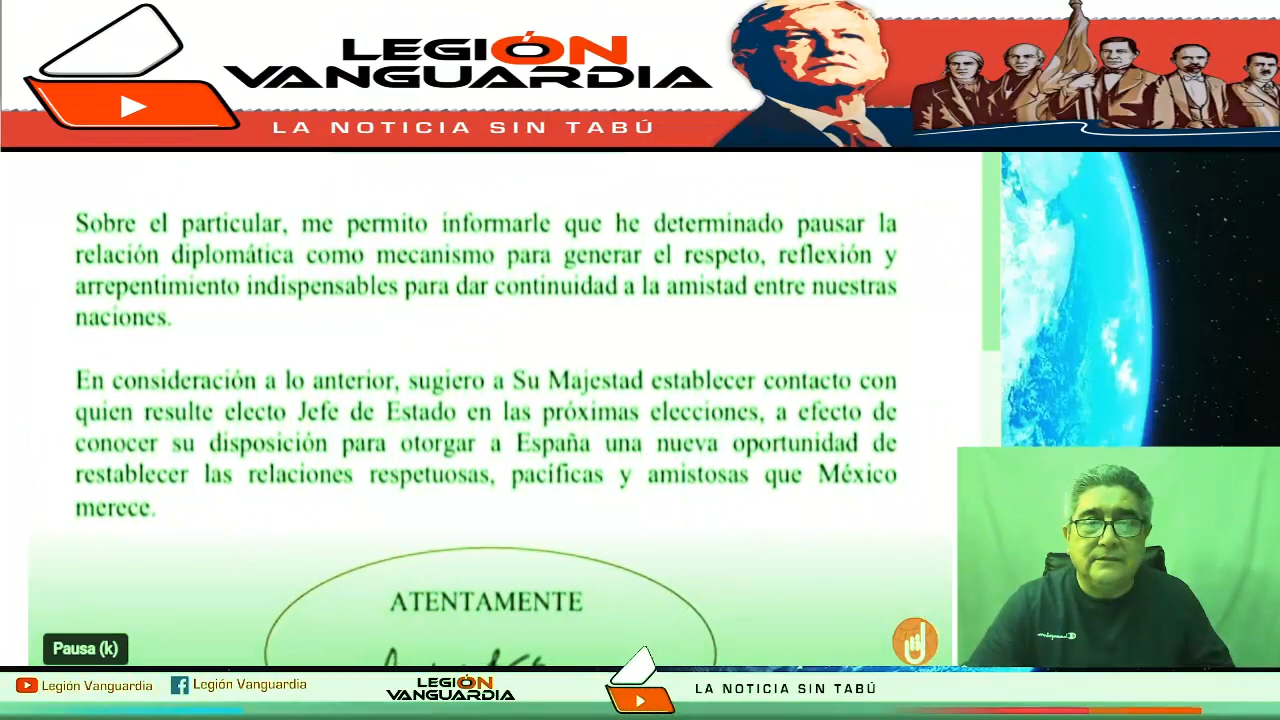 LEGIÓN
VANGUARDIA
LA NOTICIA SIN TABÚ
Sobre el particular, me permito informarle que he determinado pausar la
relación diplomática como mecanismo para generar el respeto, reflexión y
arrepentimiento indispensables para dar continuidad a la amistad entre nuestras
naciones.
En consideración a lo anterior, sugiero a Su Majestad establecer contacto con
quien resulte electo Jefe de Estado en las próximas elecciones, a efecto de
conocer su disposición para otorgar a España una nueva oportunidad de
restablecer las relaciones respetuosas, pacíficas y amistosas que México
merece.
ATENTAMENTE
Pausa (k)
Legión Vanguardia
Legión Vanguardia
LEGIÓN
VANGUARDIA
LA NOTICIA SIN TABÚ